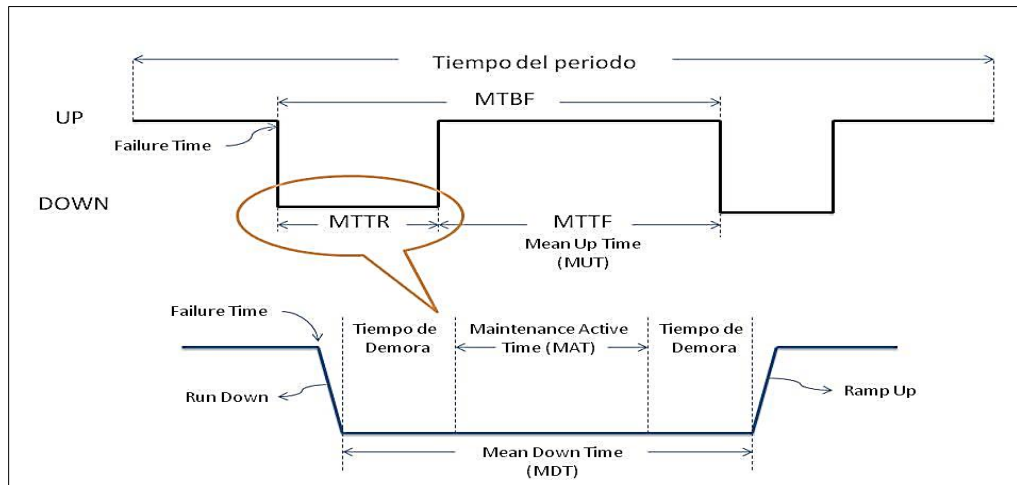 Tiempo del periodo
MTBF
UP
Failure Time
DOWN
MTTR
MTTF
Mean Up Time
(MUT)
Failure Time
Tiempo de
Demora
Maintenance Active
Time (MAT)
Tiempo de
Demora
Run Down
Ramp Up
Mean Down Time
(MDT)